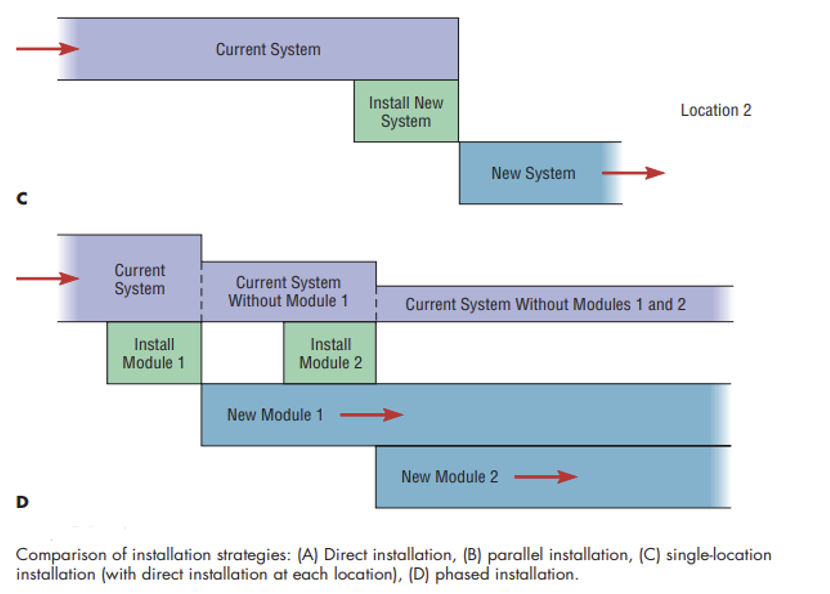 Current System
Install New
System
Location 2
New System
C
Current
System
Current System
Without Module 1
Current System Without Modules 1 and 2
Install
Module 1
Install
Module 2
New Module 1
New Module 2
D
Comparison of installation strategies: (A) Direct installation, (B) parallel installation, (C) single-location
installation (with direct installation at each location), (D) phased installation.